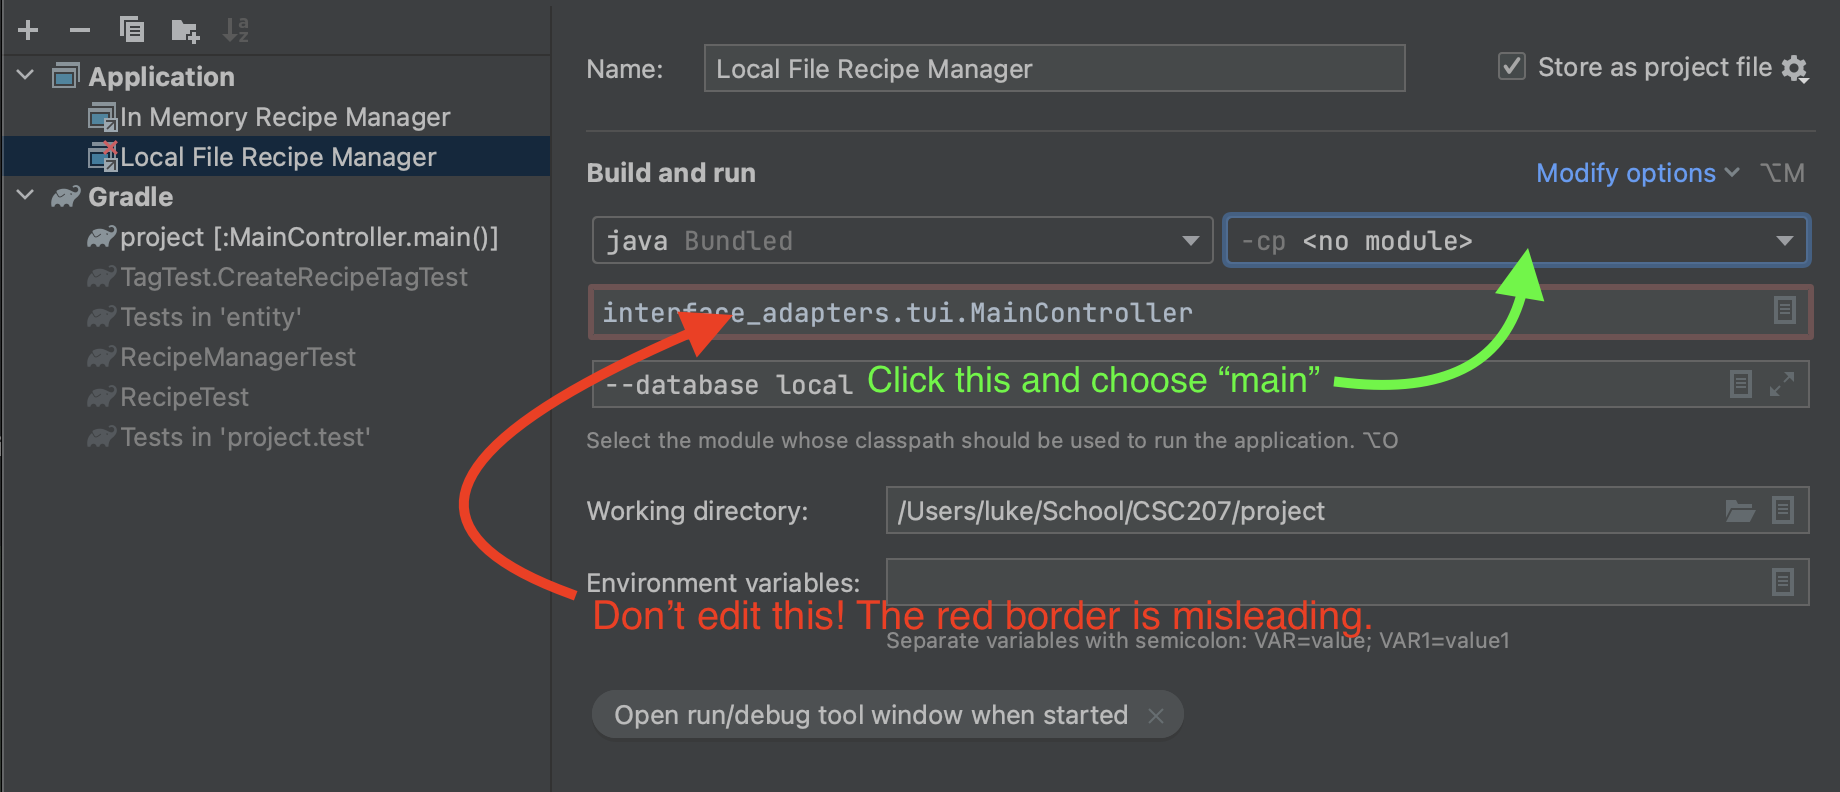 Application
In Memory Recipe Manager
Local File Recipe Manager
Gradle
project [:MainController.main()]
TagTest.CreateRecipeTagTest
Tests in 'entity'
RecipeManagerTest
RecipeTest
Tests in 'project.test'
Name: Local File Recipe Manager
Store as project file
Build and run
Modify options ⌥M
java Bundled
-cp <no module>
interface_adapters.tui.MainController
--database local
Click this and choose “main”
Select the module whose classpath should be used to run the application. ⌥O
Working directory: /Users/luke/School/CSC207/project
Environment variables:
Don’t edit this! The red border is misleading.
Separate variables with semicolon: VAR=value; VAR1=value1
Open run/debug tool window when started